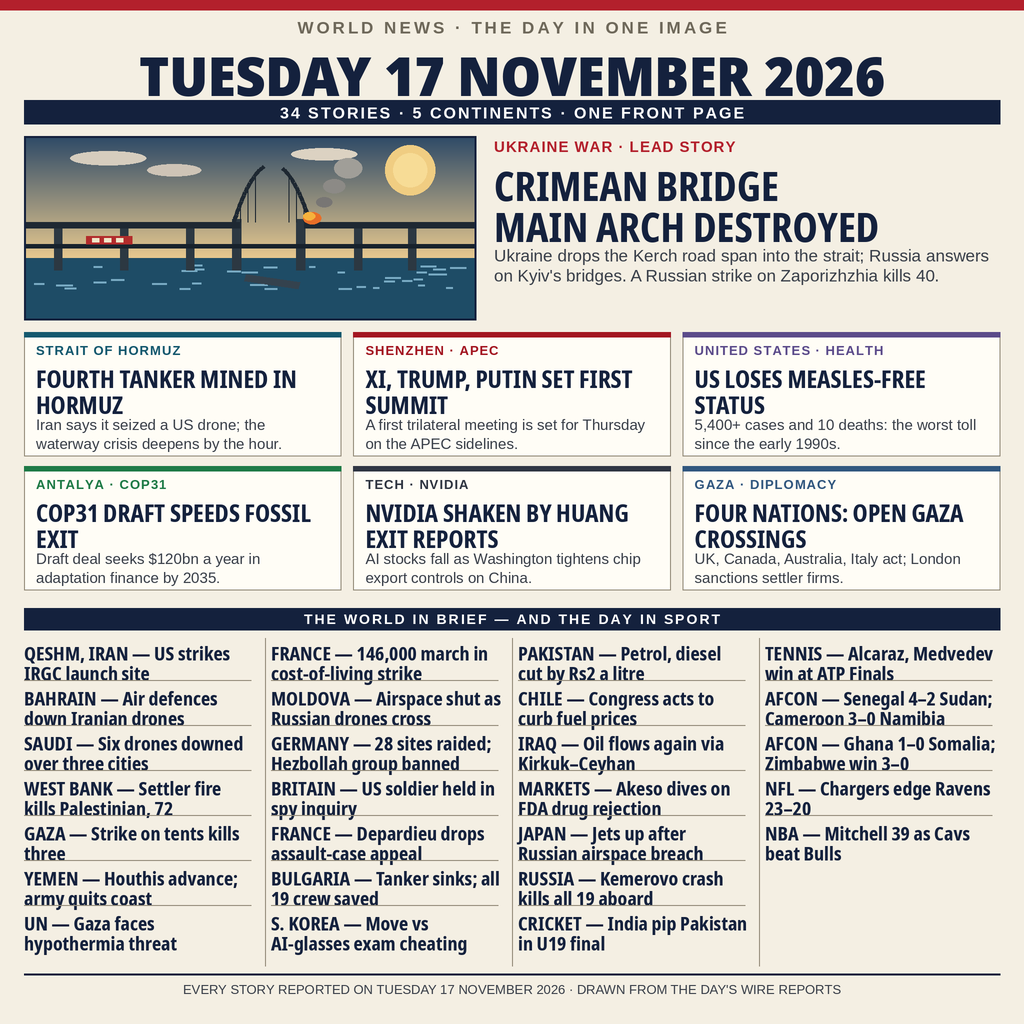 WORLD NEWS · THE DAY IN ONE IMAGE
TUESDAY 17 NOVEMBER 2026
34 STORIES · 5 CONTINENTS · ONE FRONT PAGE
UKRAINE WAR · LEAD STORY
CRIMEAN BRIDGE
MAIN ARCH DESTROYED
Ukraine drops the Kerch road span into the strait; Russia answers
on Kyiv's bridges. A Russian strike on Zaporizhzhia kills 40.
STRAIT OF HORMUZ
FOURTH TANKER MINED IN
HORMUZ
Iran says it seized a US drone; the
waterway crisis deepens by the hour.
SHENZHEN · APEC
XI, TRUMP, PUTIN SET FIRST
SUMMIT
A first trilateral meeting is set for Thursday
on the APEC sidelines.
UNITED STATES · HEALTH
US LOSES MEASLES-FREE
STATUS
5,400+ cases and 10 deaths: the worst toll
since the early 1990s.
ANTALYA · COP31
COP31 DRAFT SPEEDS FOSSIL
EXIT
Draft deal seeks $120bn a year in
adaptation finance by 2035.
TECH · NVIDIA
NVIDIA SHAKEN BY HUANG
EXIT REPORTS
AI stocks fall as Washington tightens chip
export controls on China.
GAZA · DIPLOMACY
FOUR NATIONS: OPEN GAZA
CROSSINGS
UK, Canada, Australia, Italy act; London
sanctions settler firms.
THE WORLD IN BRIEF — AND THE DAY IN SPORT
QESHM, IRAN — US strikes
IRGC launch site
BAHRAIN — Air defences
down Iranian drones
SAUDI — Six drones downed
over three cities
WEST BANK — Settler fire
kills Palestinian, 72
GAZA — Strike on tents kills
three
YEMEN — Houthis advance;
army quits coast
UN — Gaza faces
hypothermia threat
FRANCE — 146,000 march in
cost-of-living strike
MOLDOVA — Airspace shut as
Russian drones cross
GERMANY — 28 sites raided;
Hezbollah group banned
BRITAIN — US soldier held in
spy inquiry
FRANCE — Depardieu drops
assault-case appeal
BULGARIA — Tanker sinks; all
19 crew saved
S. KOREA — Move vs
AI-glasses exam cheating
PAKISTAN — Petrol, diesel
cut by Rs2 a litre
CHILE — Congress acts to
curb fuel prices
IRAQ — Oil flows again via
Kirkuk–Ceyhan
MARKETS — Akeso dives on
FDA drug rejection
JAPAN — Jets up after
Russian airspace breach
RUSSIA — Kemerovo crash
kills all 19 aboard
CRICKET — India pip Pakistan
in U19 final
TENNIS — Alcaraz, Medvedev
win at ATP Finals
AFCON — Senegal 4–2 Sudan;
Cameroon 3–0 Namibia
AFCON — Ghana 1–0 Somalia;
Zimbabwe win 3–0
NFL — Chargers edge Ravens
23–20
NBA — Mitchell 39 as Cavs
beat Bulls
EVERY STORY REPORTED ON TUESDAY 17 NOVEMBER 2026 · DRAWN FROM THE DAY'S WIRE REPORTS